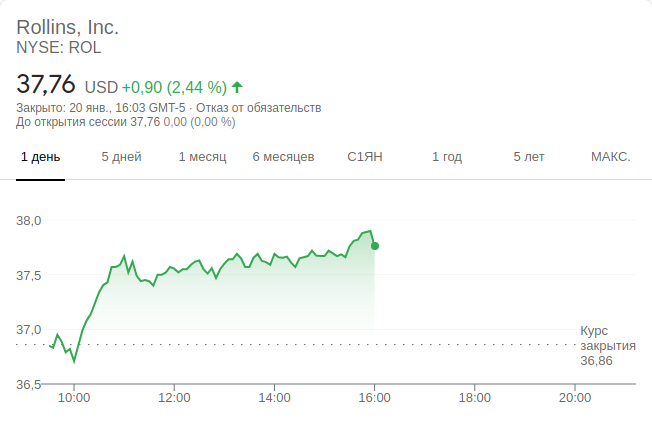 Rollins, Inc.
NYSE: ROL
37,76 USD +0,90 (2,44 %)
Закрыто: 20 янв., 16:03 GMT-5 · Отказ от обязательств
До открытия сессии 37,76 0,00 (0,00 %)
1 день 5 дней 1 месяц 6 месяцев С1ЯН 1 год 5 лет МАКС.
38,0
37,5
37,0
Курс
закрытия
36,86
36,5
10:00 12:00 14:00 16:00 18:00 20:00